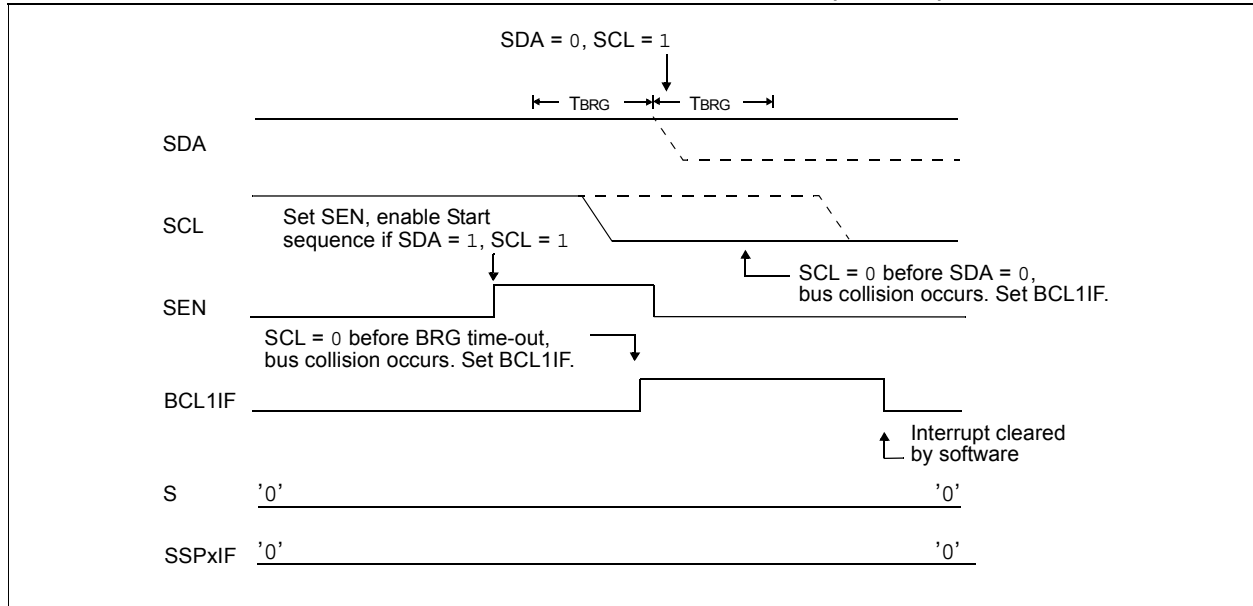 SDA = 0, SCL = 1
TBRG TBRG
SDA
SCL
Set SEN, enable Start
sequence if SDA = 1, SCL = 1
SCL = 0 before SDA = 0,
bus collision occurs. Set BCL1IF.
SEN
SCL = 0 before BRG time-out,
bus collision occurs. Set BCL1IF.
BCL1IF
Interrupt cleared
by software
S '0' '0'
SSPxIF '0' '0'